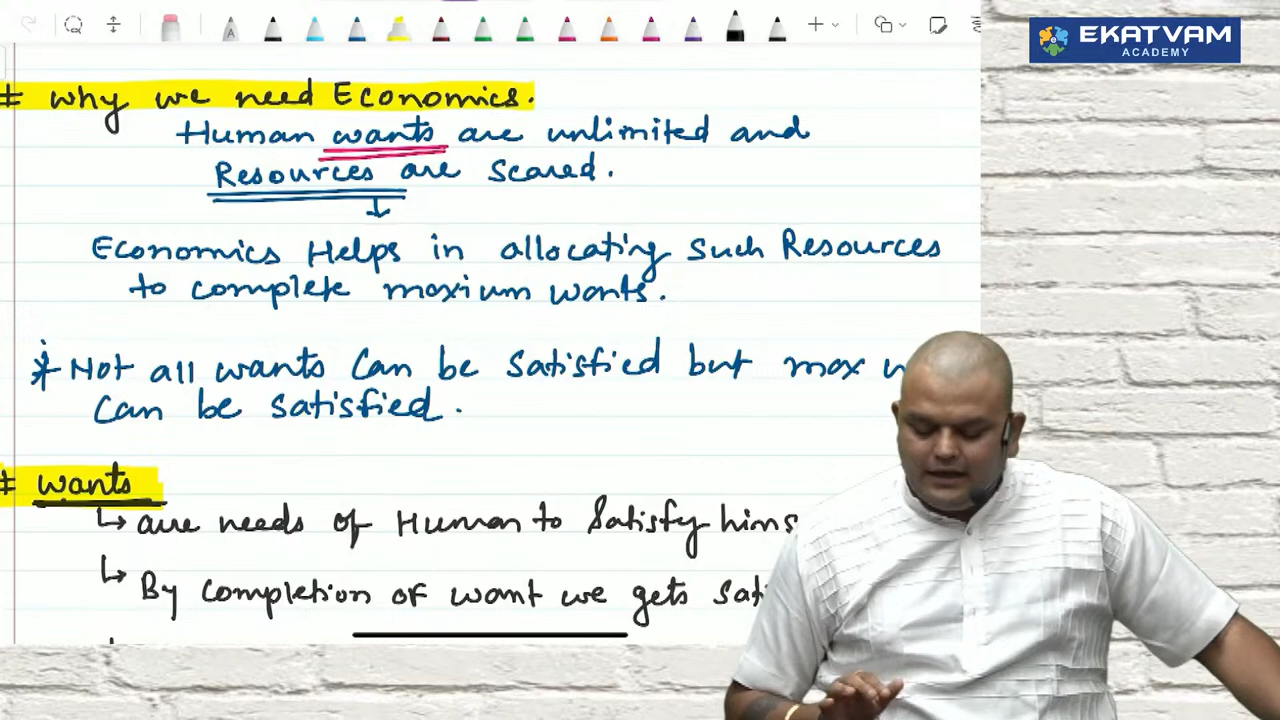 EKATVAM
ACADEMY
# why we need Economics.
Human wants are unlimited and
Resources are scared.
Economics Helps in allocating such Resources
to complete maxium wants.
* Not all wants can be satisfied but max
can be satisfied.
# wants
↳ are needs of Human to satisfy hims
↳ By completion of want we gets sati